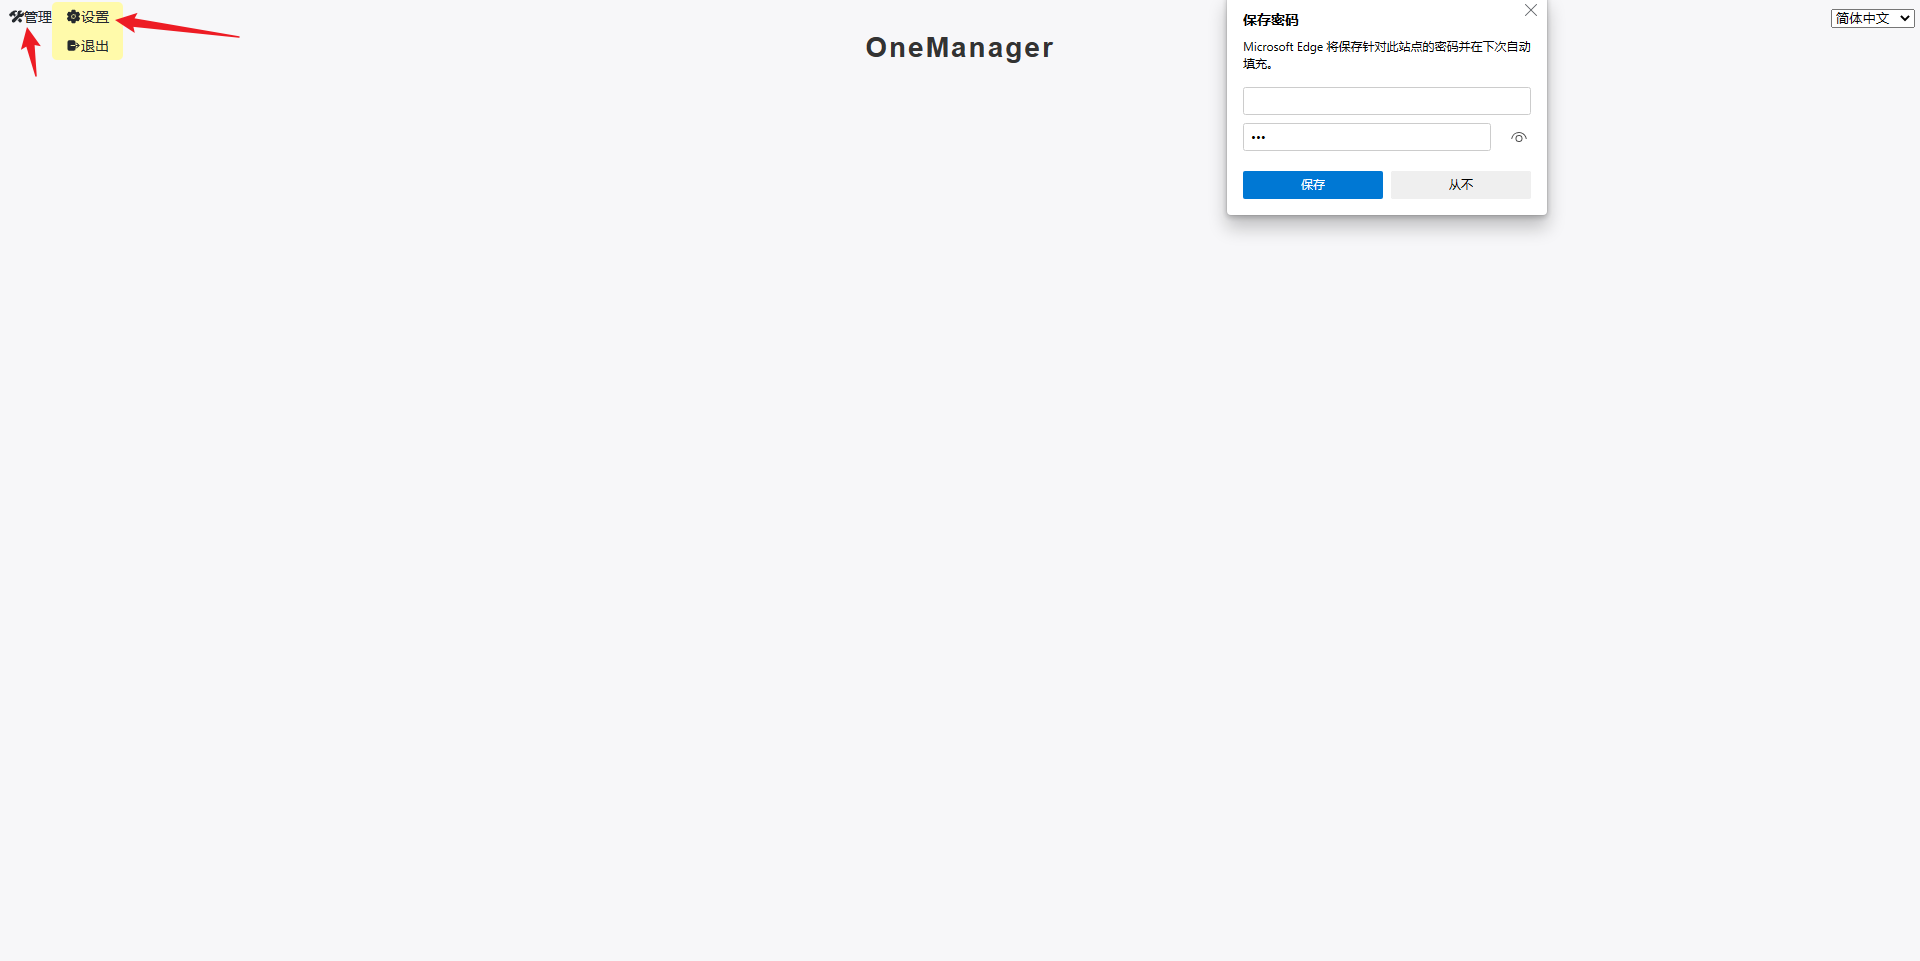 管理
设置
退出
OneManager
保存密码
Microsoft Edge 将保存针对此站点的密码并在下次自动
填充。
•••
保存
从不
简体中文